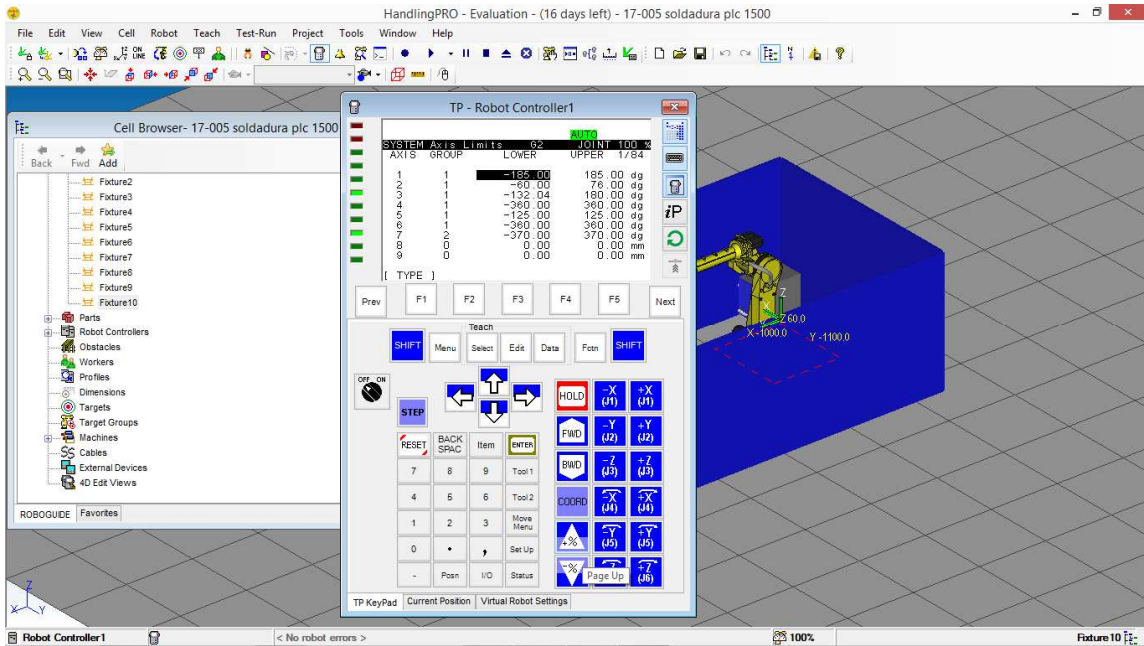 HandlingPRO - Evaluation - (16 days left) - 17-005 soldadura plc 1500
File Edit View Cell Robot Teach Test-Run Project Tools Window Help
Cell Browser- 17-005 soldadura plc 1500
Back Fwd Add
Fixture2
Fixture3
Fixture4
Fixture5
Fixture6
Fixture7
Fixture8
Fixture9
Fixture10
Parts
Robot Controllers
Obstacles
Workers
Profiles
Dimensions
Targets
Target Groups
Machines
Cables
External Devices
4D Edit Views
ROBOGUIDE Favorites
TP - Robot Controller1
AUTO
SYSTEM Axis Limits G2 JOINT 100 %
AXIS GROUP LOWER UPPER 1/84
1 1 -185.00 185.00 dg
2 1 -60.00 76.00 dg
3 1 -132.04 180.00 dg
4 1 -360.00 360.00 dg
5 1 -125.00 125.00 dg
6 1 -360.00 360.00 dg
7 2 -370.00 370.00 dg
8 0 0.00 0.00 mm
9 0 0.00 0.00 mm
[ TYPE ]
iP
Prev F1 F2 F3 F4 F5 Next
Teach
SHIFT Menu Select Edit Data Fctn SHIFT
OFF ON
STEP
HOLD -X (J1) +X (J1)
FWD -Y (J2) +Y (J2)
RESET BACK SPAC Item ENTER
BWD -Z (J3) +Z (J3)
7 8 9 Tool 1
COORD -X (J4) +X (J4)
4 5 6 Tool 2
+% -Y (J5) +Y (J5)
1 2 3 Move Menu
0 . , Set Up
-% Page Up +Z (J6)
- Posn I/O Status
TP KeyPad Current Position Virtual Robot Settings
Z
X
Z60.0
X -1000.0
Y -1100.0
Z
X Y
Robot Controller1 < No robot errors > 100% Fixture 10